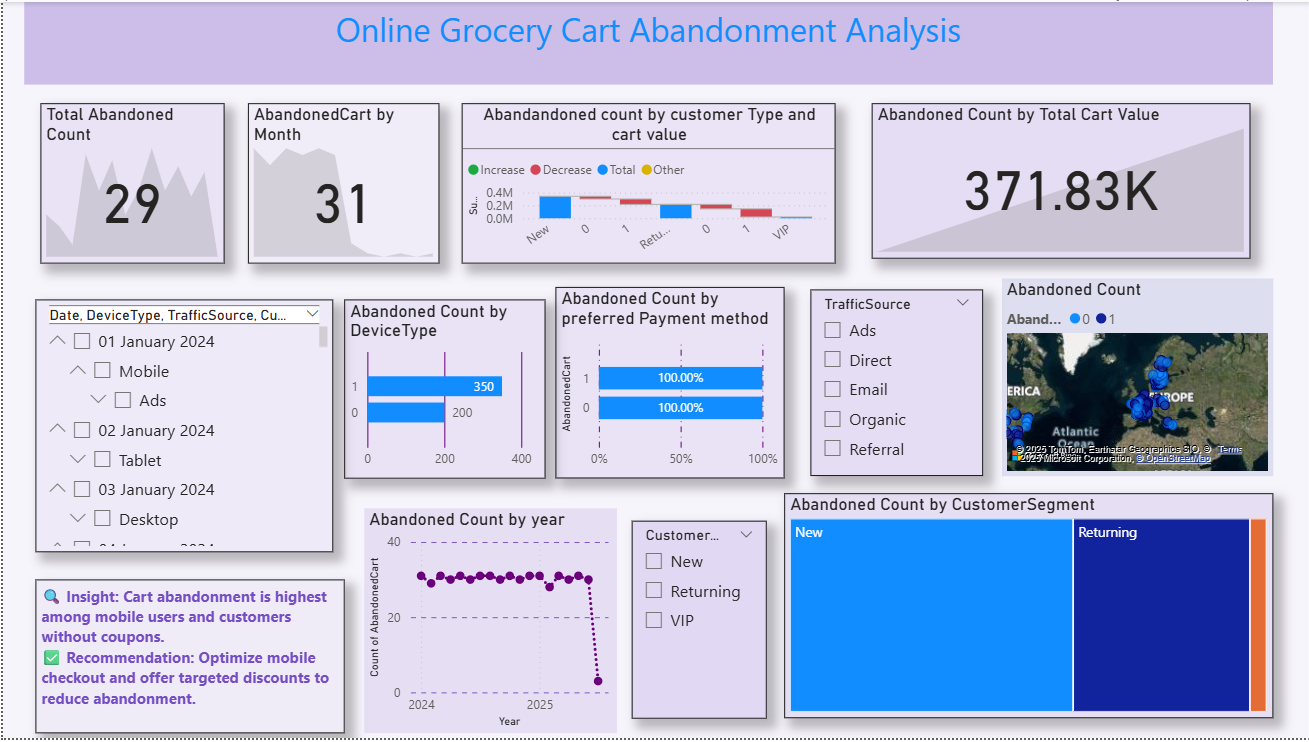 Online Grocery Cart Abandonment Analysis
Total Abandoned
Count
29
AbandonedCart by
Month
31
Abandandoned count by customer Type and
cart value
Increase Decrease Total Other
Su...
0.4M
0.2M
0.0M
New 0 1 Retu... 0 1 VIP
Abandoned Count by Total Cart Value
371.83K
Date, DeviceType, TrafficSource, Cu...
01 January 2024
Mobile
Ads
02 January 2024
Tablet
03 January 2024
Desktop
Abandoned Count by
DeviceType
1 350
0 200
0 200 400
Abandoned Count by
preferred Payment method
AbandonedCart
1 100.00%
0 100.00%
0% 50% 100%
TrafficSource
Ads
Direct
Email
Organic
Referral
Abandoned Count
Aband... 0 1
ERICA
EUROPE
Atlantic
Ocean
© 2025 TomTom, Earthstar Geographics SIO, © Terms
2025 Microsoft Corporation, © OpenStreetMap
🔍 Insight: Cart abandonment is highest
among mobile users and customers
without coupons.
✅ Recommendation: Optimize mobile
checkout and offer targeted discounts to
reduce abandonment.
Abandoned Count by year
Count of AbandonedCart
40
20
0
2024 2025
Year
Customer...
New
Returning
VIP
Abandoned Count by CustomerSegment
New
Returning